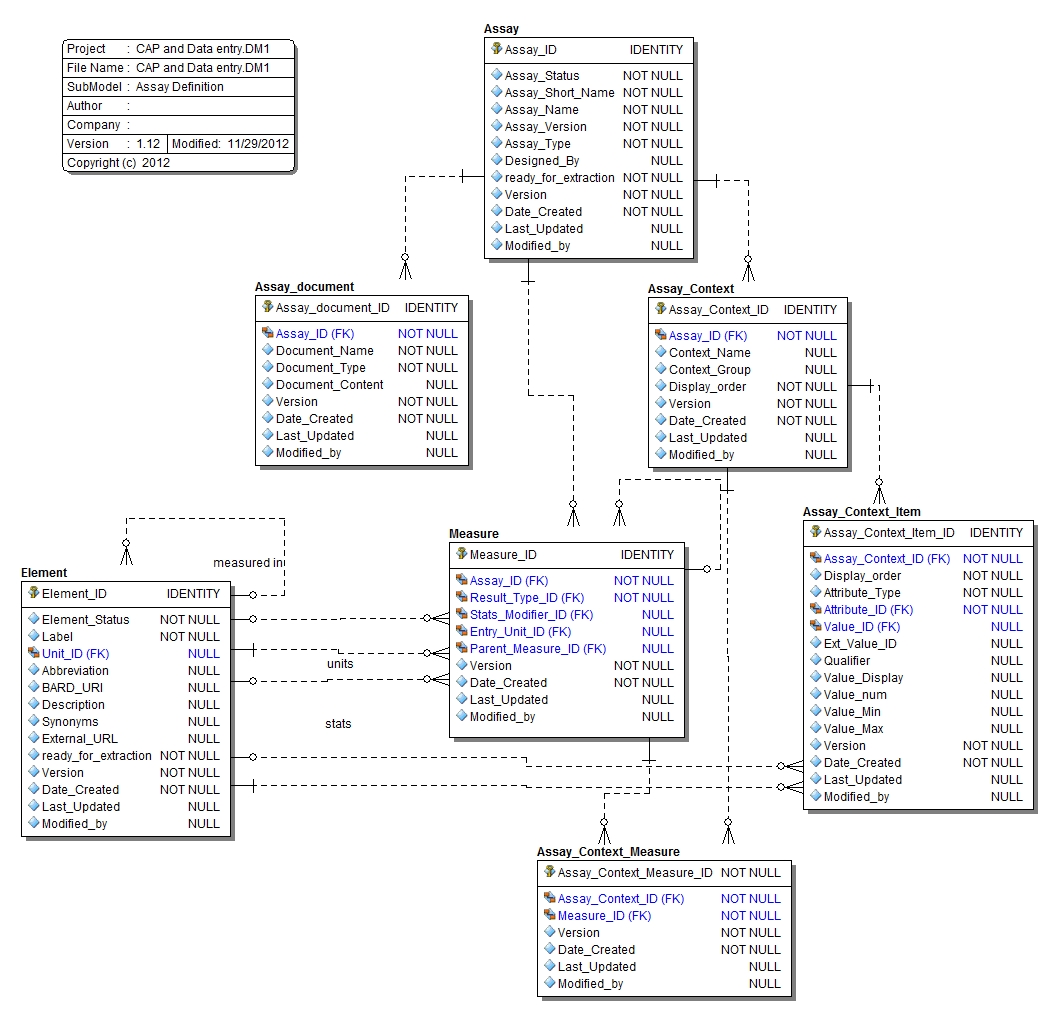 Project : CAP and Data entry.DM1
File Name : CAP and Data entry.DM1
SubModel : Assay Definition
Author :
Company :
Version : 1.12 Modified: 11/29/2012
Copyright (c) 2012
Assay
Assay_ID IDENTITY
Assay_Status NOT NULL
Assay_Short_Name NOT NULL
Assay_Name NOT NULL
Assay_Version NOT NULL
Assay_Type NOT NULL
Designed_By NULL
ready_for_extraction NOT NULL
Version NOT NULL
Date_Created NOT NULL
Last_Updated NULL
Modified_by NULL
Assay_document
Assay_document_ID IDENTITY
Assay_ID (FK) NOT NULL
Document_Name NOT NULL
Document_Type NOT NULL
Document_Content NULL
Version NOT NULL
Date_Created NOT NULL
Last_Updated NULL
Modified_by NULL
Assay_Context
Assay_Context_ID IDENTITY
Assay_ID (FK) NOT NULL
Context_Name NULL
Context_Group NULL
Display_order NOT NULL
Version NOT NULL
Date_Created NOT NULL
Last_Updated NULL
Modified_by NULL
Assay_Context_Item
Assay_Context_Item_ID IDENTITY
Assay_Context_ID (FK) NOT NULL
Display_order NOT NULL
Attribute_Type NOT NULL
Attribute_ID (FK) NOT NULL
Value_ID (FK) NULL
Ext_Value_ID NULL
Qualifier NULL
Value_Display NULL
Value_num NULL
Value_Min NULL
Value_Max NULL
Version NOT NULL
Date_Created NOT NULL
Last_Updated NULL
Modified_by NULL
Measure
Measure_ID IDENTITY
Assay_ID (FK) NOT NULL
Result_Type_ID (FK) NOT NULL
Stats_Modifier_ID (FK) NULL
Entry_Unit_ID (FK) NULL
Parent_Measure_ID (FK) NULL
Version NOT NULL
Date_Created NOT NULL
Last_Updated NULL
Modified_by NULL
measured in
Element
Element_ID IDENTITY
Element_Status NOT NULL
Label NOT NULL
Unit_ID (FK) NULL
Abbreviation NULL
BARD_URI NULL
Description NULL
Synonyms NULL
External_URL NULL
ready_for_extraction NOT NULL
Version NOT NULL
Date_Created NOT NULL
Last_Updated NULL
Modified_by NULL
units
stats
Assay_Context_Measure
Assay_Context_Measure_ID NOT NULL
Assay_Context_ID (FK) NOT NULL
Measure_ID (FK) NOT NULL
Version NOT NULL
Date_Created NOT NULL
Last_Updated NULL
Modified_by NULL